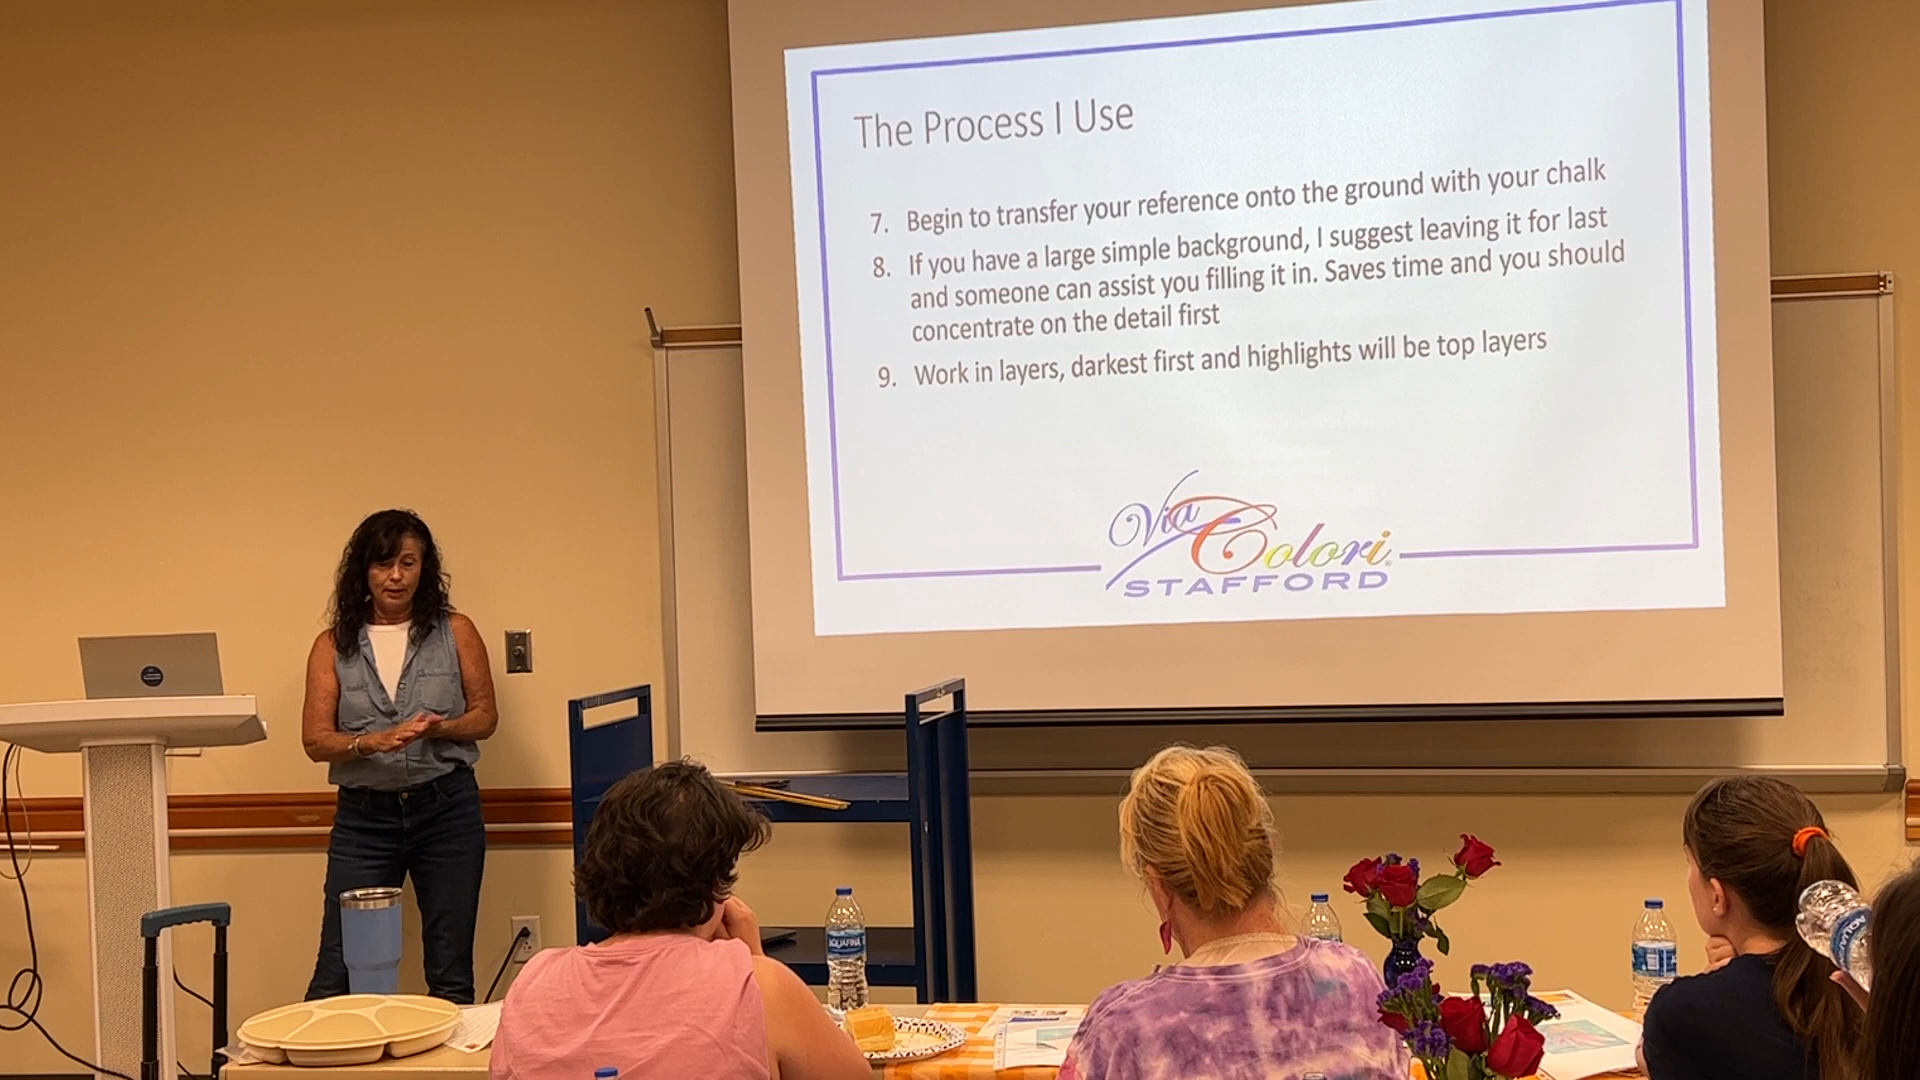 The Process I Use
7. Begin to transfer your reference onto the ground with your chalk
8. If you have a large simple background, I suggest leaving it for last
and someone can assist you filling it in. Saves time and you should
concentrate on the detail first
9. Work in layers, darkest first and highlights will be top layers
Via Colori
STAFFORD
AQUAFINA